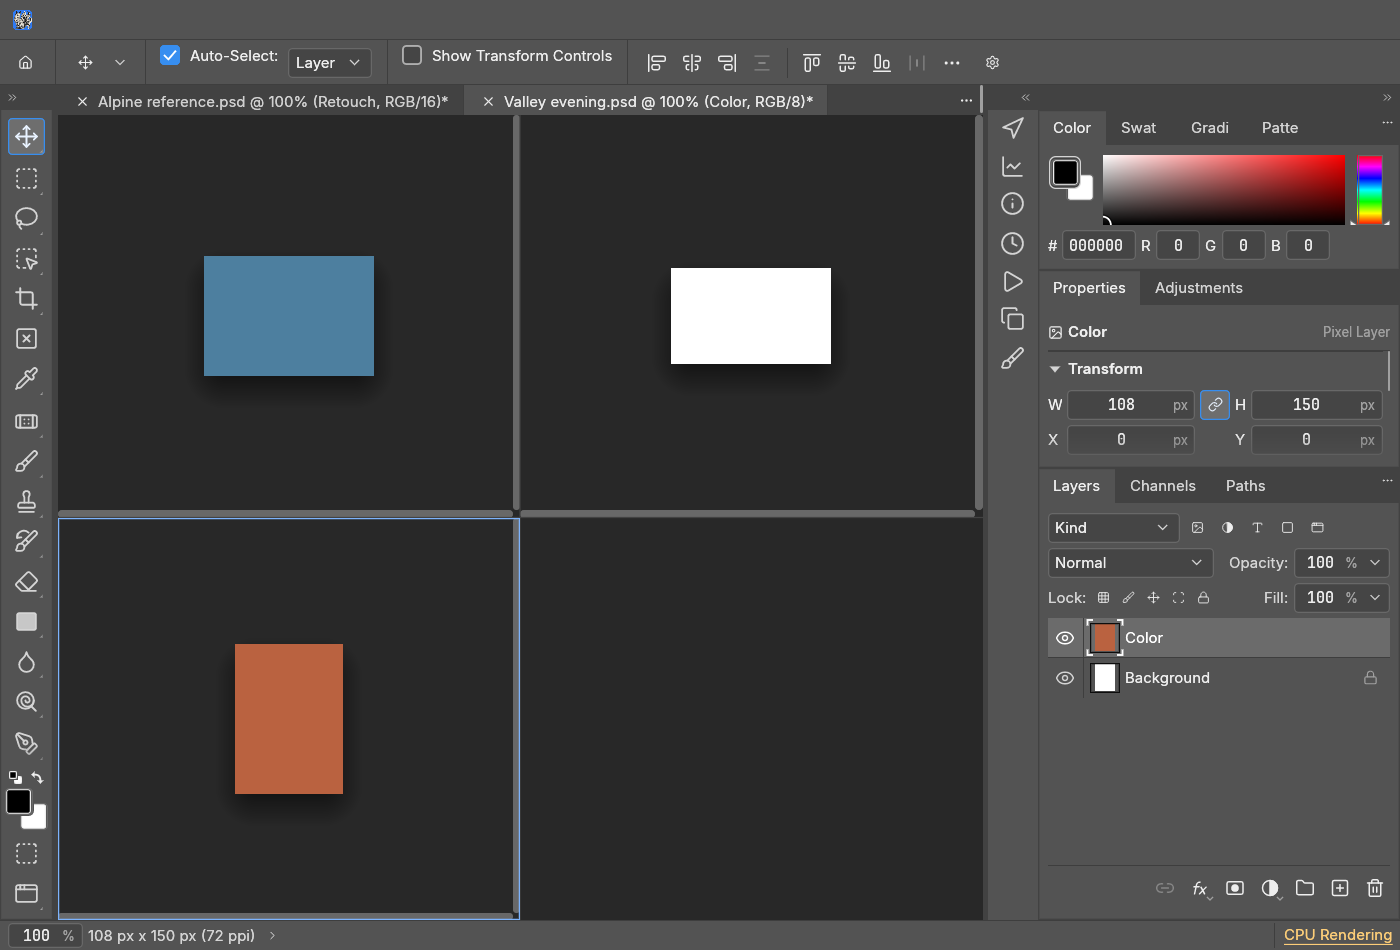 Auto-Select:
Layer
Show Transform Controls
Alpine reference.psd @ 100% (Retouch, RGB/16)*
Valley evening.psd @ 100% (Color, RGB/8)*
Color
Swat
Gradi
Patte
# 000000 R 0 G 0 B 0
Properties
Adjustments
Color
Pixel Layer
Transform
W 108 px H 150 px
X 0 px Y 0 px
Layers
Channels
Paths
Kind
Normal
Opacity: 100 %
Lock:
Fill: 100 %
Color
Background
fx
100 %
108 px x 150 px (72 ppi)
CPU Rendering